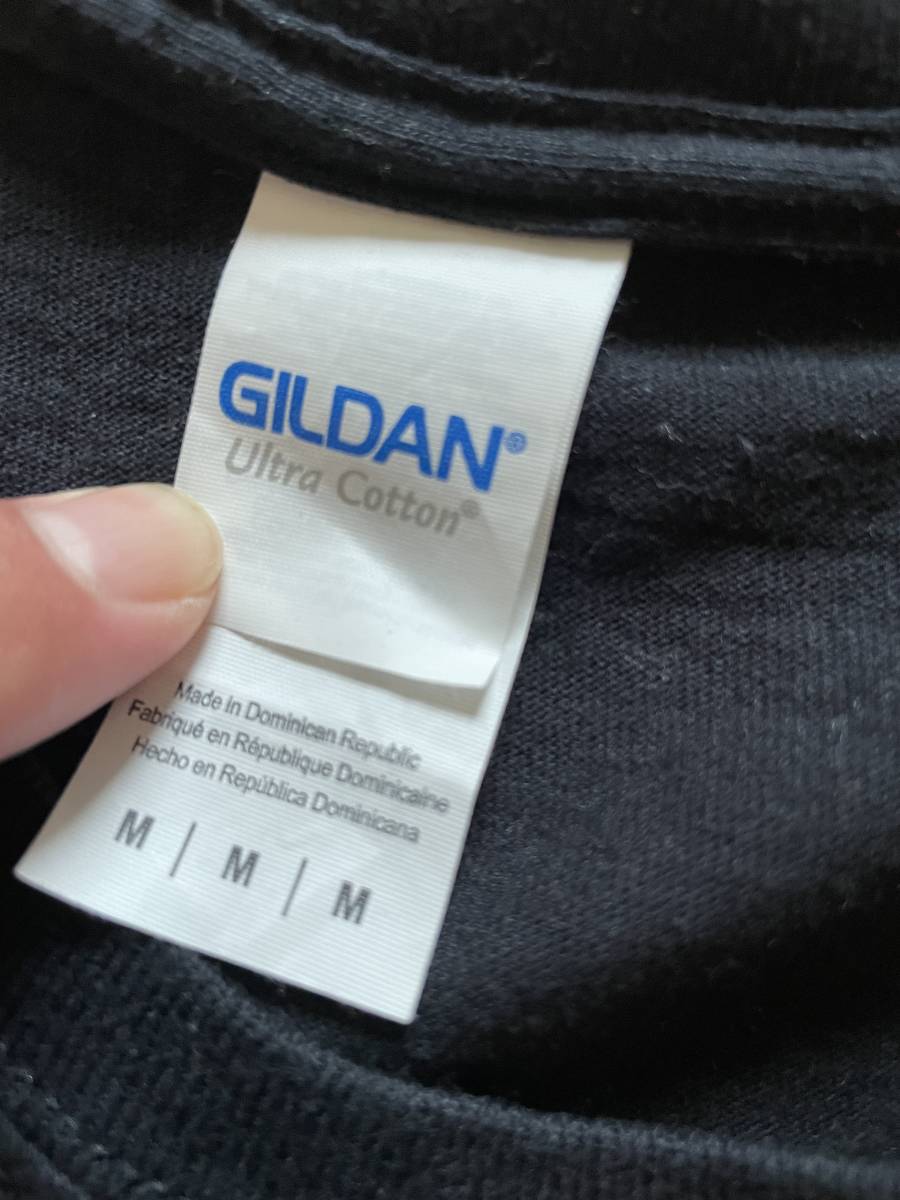 GILDAN®
Ultra Cotton®
Made in Dominican Republic
Fabriqué en République Dominicaine
Hecho en República Dominicana
M | M | M